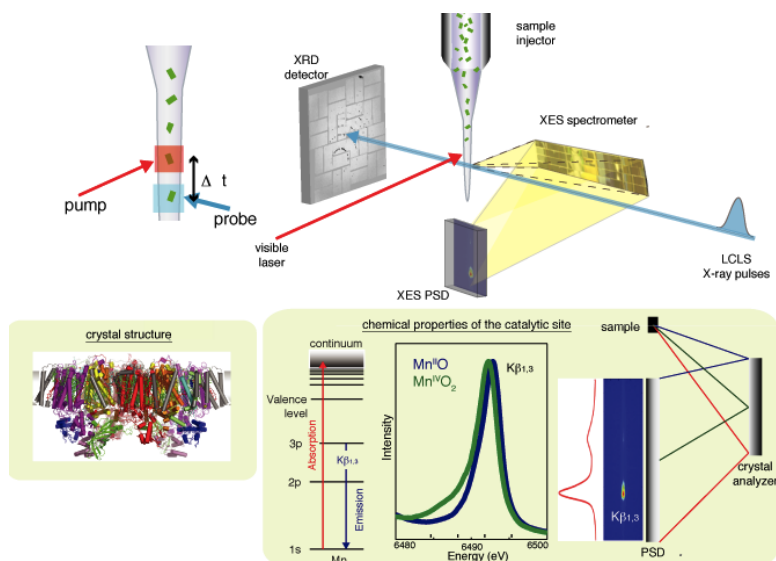 XRD
detector
sample
injector
XES spectrometer
pump
Δ t
probe
visible
laser
XES PSD
LCLS
X-ray pulses
crystal structure
chemical properties of the catalytic site
continuum
Valence
level
3p
2p
1s
Absorption
Kβ1,3
Emission
Mn
MnᴵᴵO
MnᴵⱽO₂
Kβ1,3
Intensity
6480
6490
6500
Energy (eV)
sample
crystal
analyzer
Kβ1,3
PSD